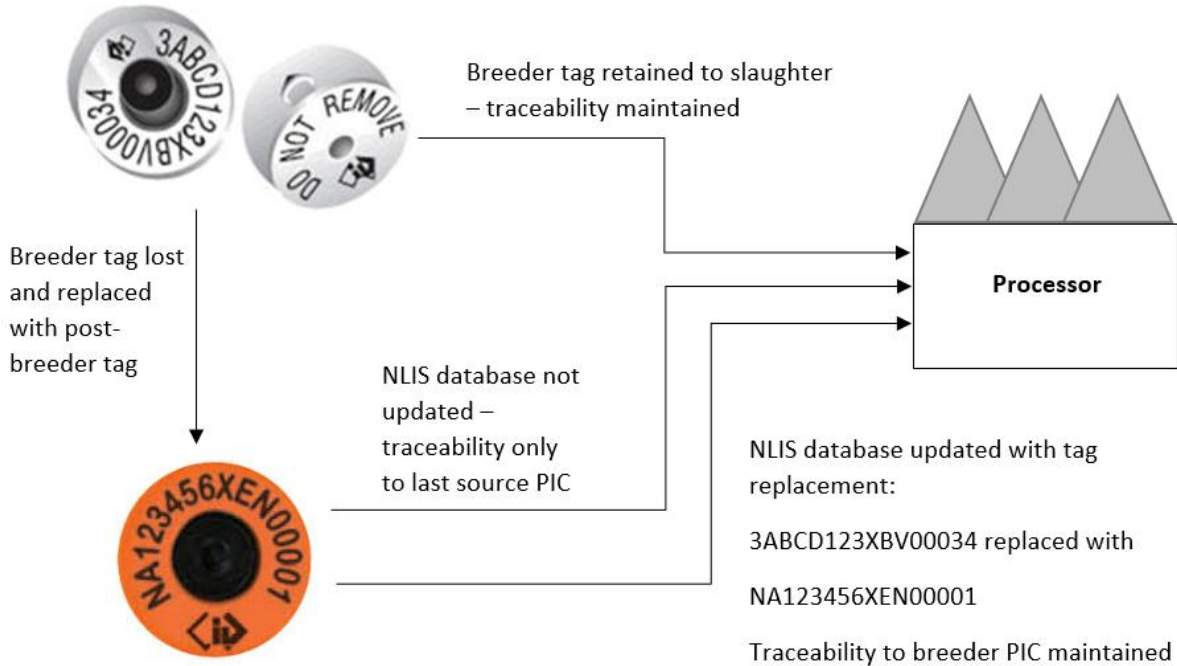 3ABCD123XBV00034
DO NOT REMOVE
Breeder tag retained to slaughter
– traceability maintained
Breeder tag lost
and replaced
with post-
breeder tag
Processor
NLIS database not
updated –
traceability only
to last source PIC
NA123456XEN00001
NLIS database updated with tag
replacement:
3ABCD123XBV00034 replaced with
NA123456XEN00001
Traceability to breeder PIC maintained